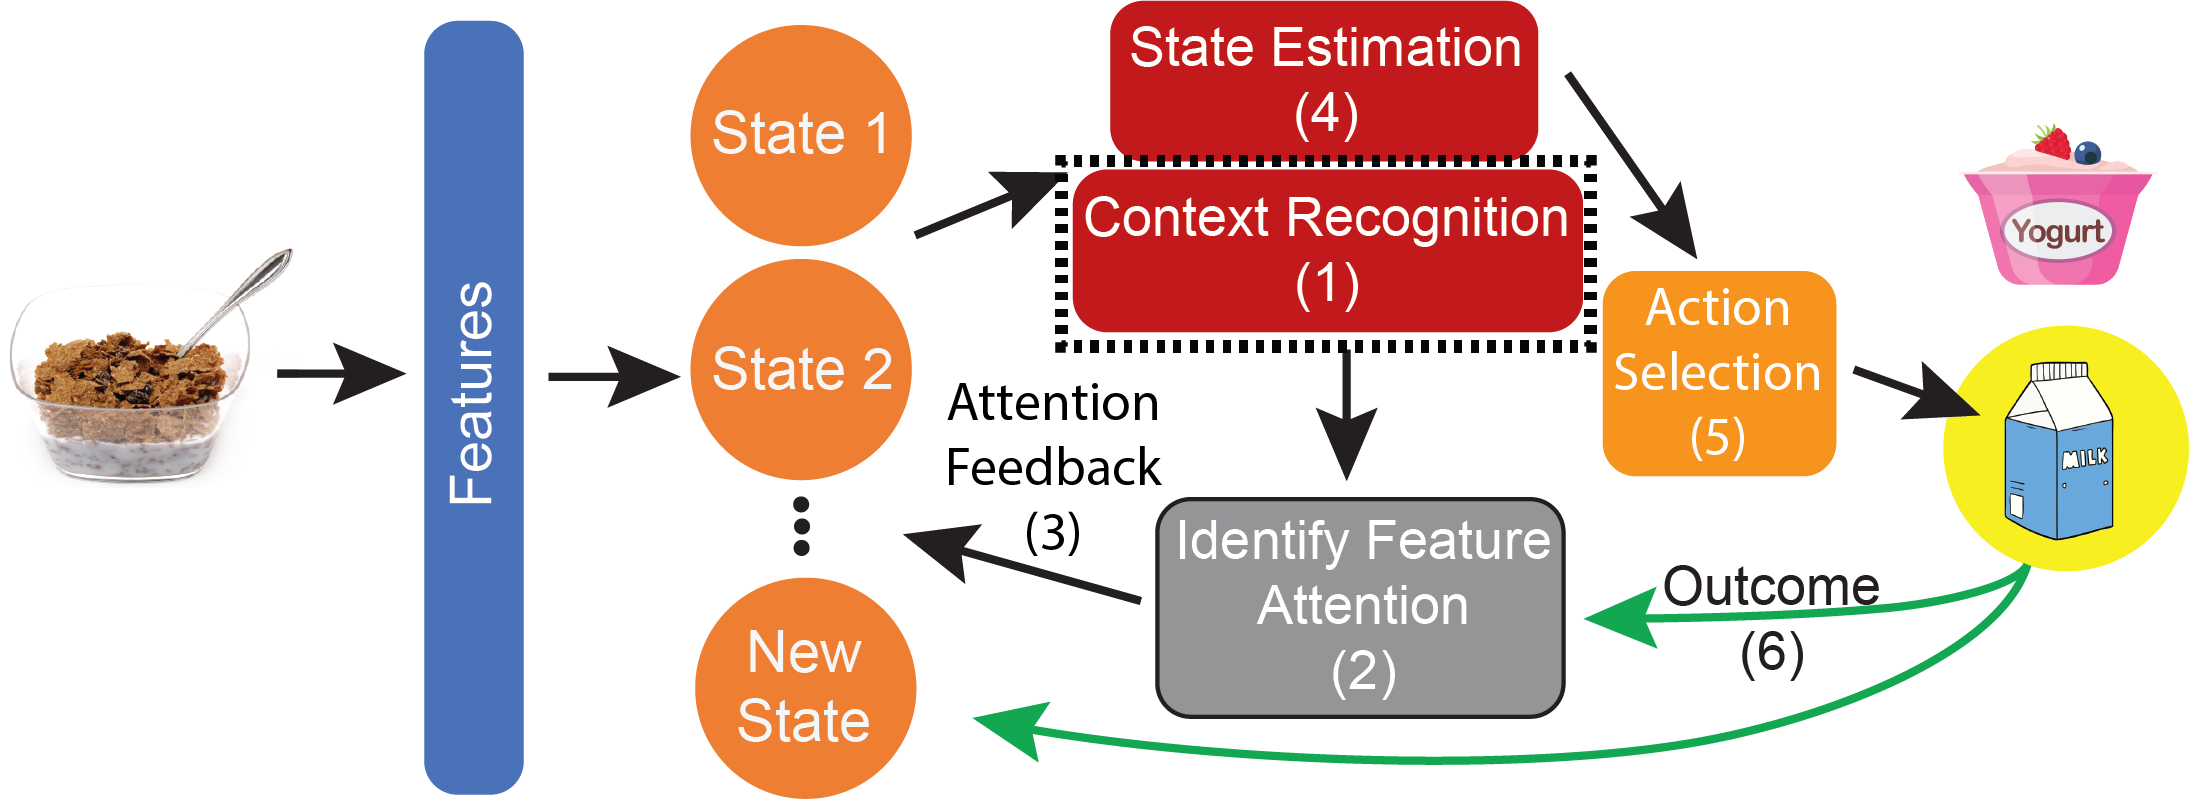 Features
State 1
State 2
New
State
State Estimation
(4)
Context Recognition
(1)
Attention
Feedback
(3)
Identify Feature
Attention
(2)
Action
Selection
(5)
Yogurt
MILK
Outcome
(6)